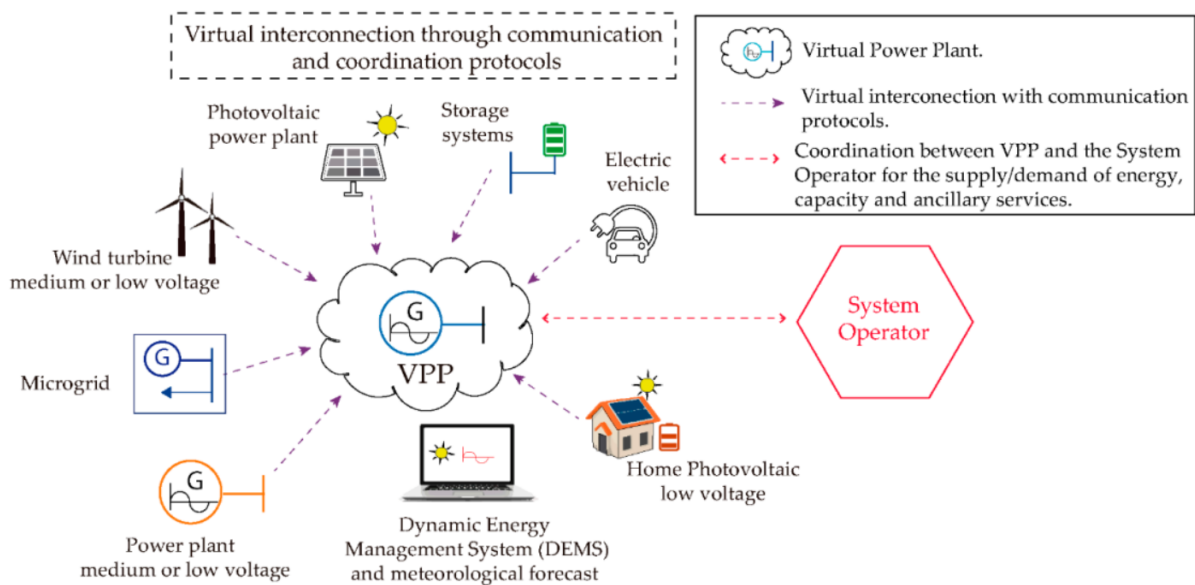 Virtual interconnection through communication
and coordination protocols
Virtual Power Plant.
Virtual interconection with communication
protocols.
Coordination between VPP and the System
Operator for the supply/demand of energy,
capacity and ancillary services.
Photovoltaic
power plant
Storage
systems
Electric
vehicle
Wind turbine
medium or low voltage
G
VPP
System
Operator
G
Microgrid
Home Photovoltaic
low voltage
G
Power plant
medium or low voltage
Dynamic Energy
Management System (DEMS)
and meteorological forecast